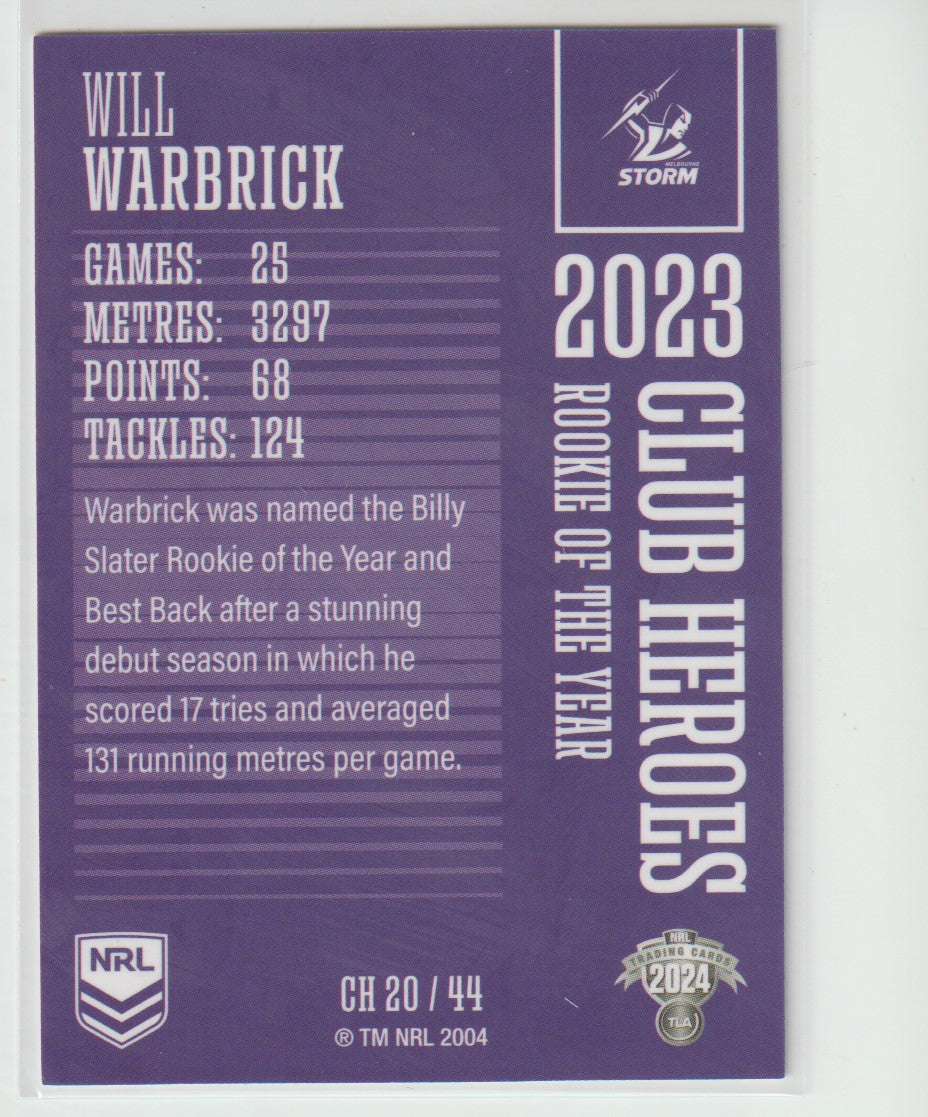 WILL
WARBRICK
GAMES: 25
METRES: 3297
POINTS: 68
TACKLES: 124
Warbrick was named the Billy
Slater Rookie of the Year and
Best Back after a stunning
debut season in which he
scored 17 tries and averaged
131 running metres per game.
MELBOURNE
STORM
2023
CLUB HEROES
ROOKIE OF THE YEAR
NRL
CH 20 / 44
® TM NRL 2004
NRL
TRADING CARDS
2024
TLA